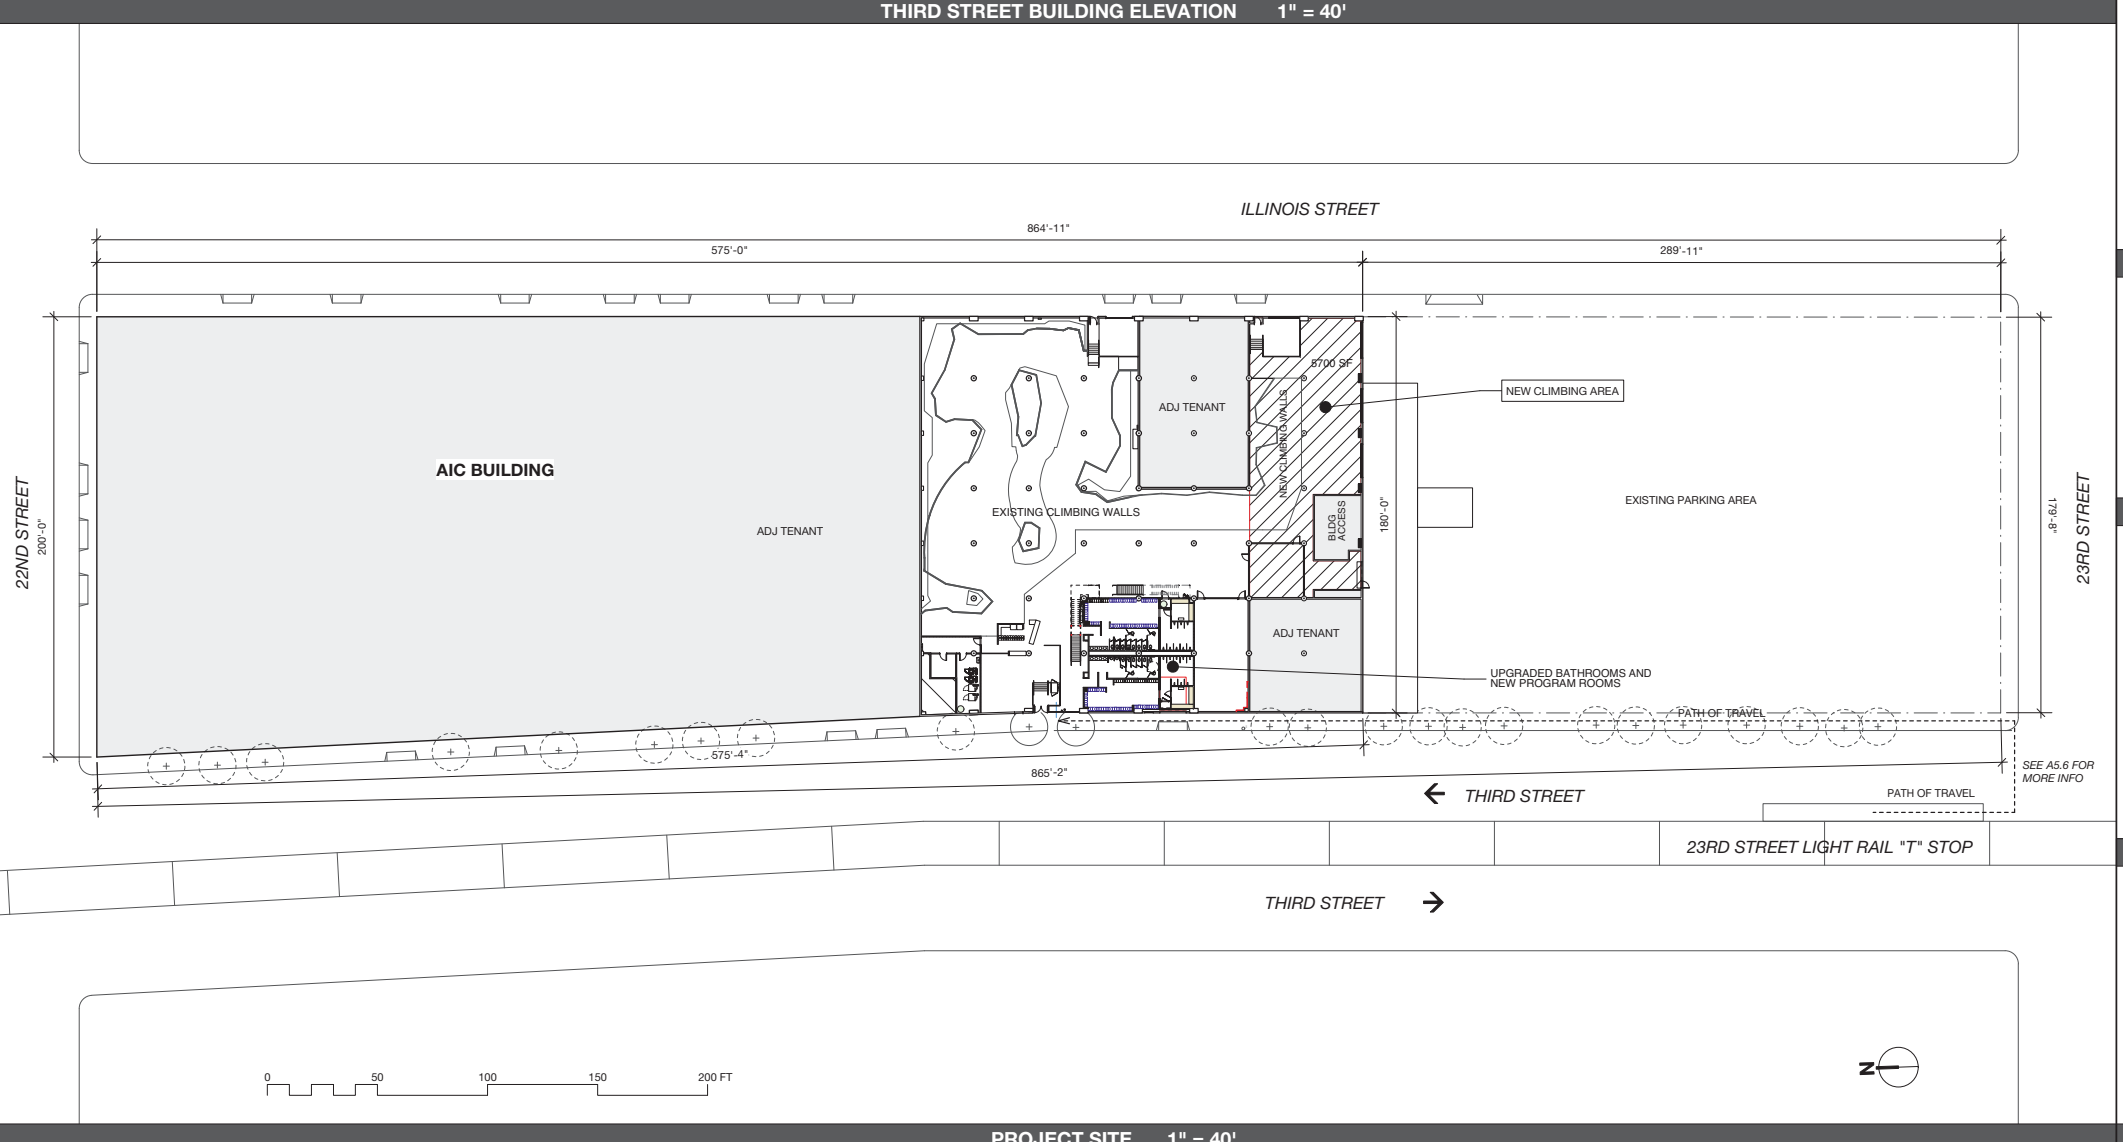 THIRD STREET BUILDING ELEVATION 1" = 40'
ILLINOIS STREET
864'-11"
575'-0"
289'-11"
5700 SF
NEW CLIMBING AREA
ADJ TENANT
NEW CLIMBING WALLS
AIC BUILDING
22ND STREET
200'-0"
EXISTING CLIMBING WALLS
ADJ TENANT
BLDG
ACCESS
180'-0"
EXISTING PARKING AREA
179'-8"
23RD STREET
ADJ TENANT
UPGRADED BATHROOMS AND
NEW PROGRAM ROOMS
PATH OF TRAVEL
575'-4"
865'-2"
SEE A5.6 FOR
MORE INFO
THIRD STREET
PATH OF TRAVEL
23RD STREET LIGHT RAIL "T" STOP
THIRD STREET
0 50 100 150 200 FT
N
PROJECT SITE 1" = 40'